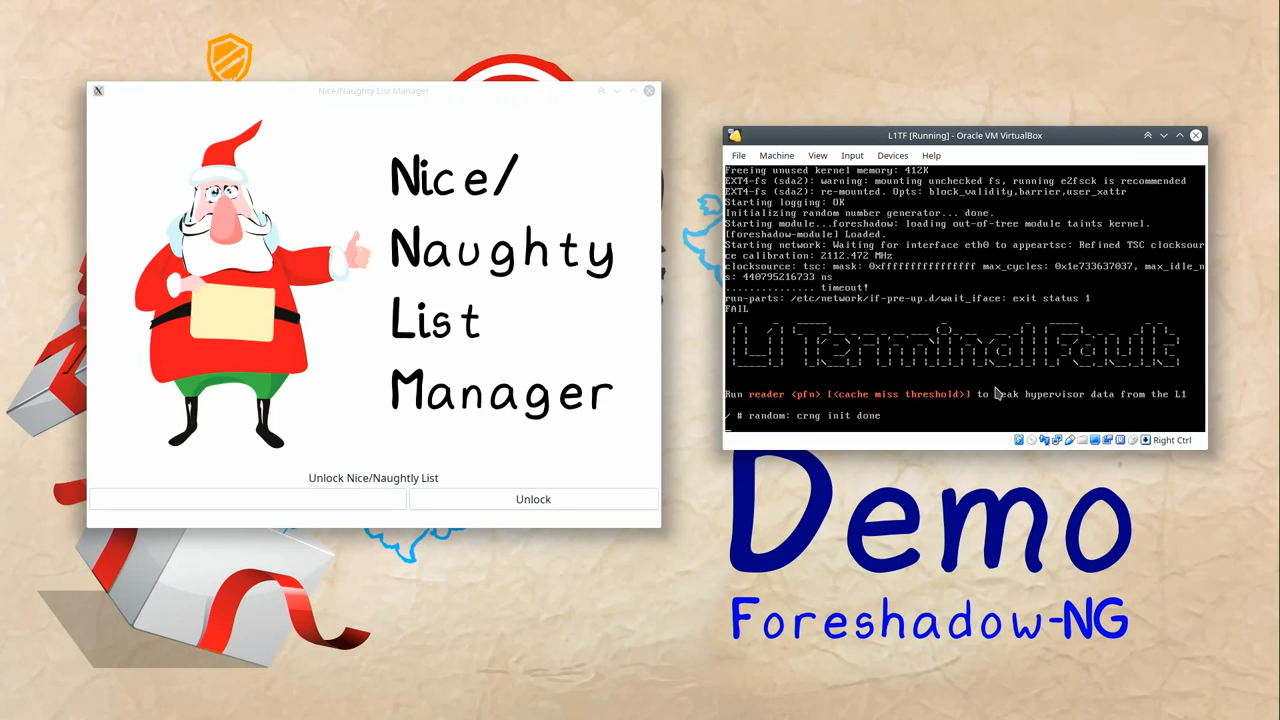 Nice/Naughty List Manager
Nice/
Naughty
List
Manager
Unlock Nice/Naughtly List
Unlock
L1TF [Running] - Oracle VM VirtualBox
File Machine View Input Devices Help
Freeing unused kernel memory: 412K
EXT4-fs (sda2): warning: mounting unchecked fs, running e2fsck is recommended
EXT4-fs (sda2): re-mounted. Opts: block_validity,barrier,user_xattr
Starting logging: OK
Initializing random number generator... done.
Starting module...foreshadow: loading out-of-tree module taints kernel.
[foreshadow-module] Loaded.
Starting network: Waiting for interface eth0 to appeartsc: Refined TSC clocksour
ce calibration: 2112.472 MHz
clocksource: tsc: mask: 0xffffffffffffffff max_cycles: 0x1e733637037, max_idle_n
s: 440795216733 ns
.............. timeout!
run-parts: /etc/network/if-pre-up.d/wait_iface: exit status 1
FAIL
L1 Terminal Fault
Run reader <pfn> [<cache miss threshold>] to leak hypervisor data from the L1
/ # random: crng init done
Right Ctrl
Demo
Foreshadow-NG